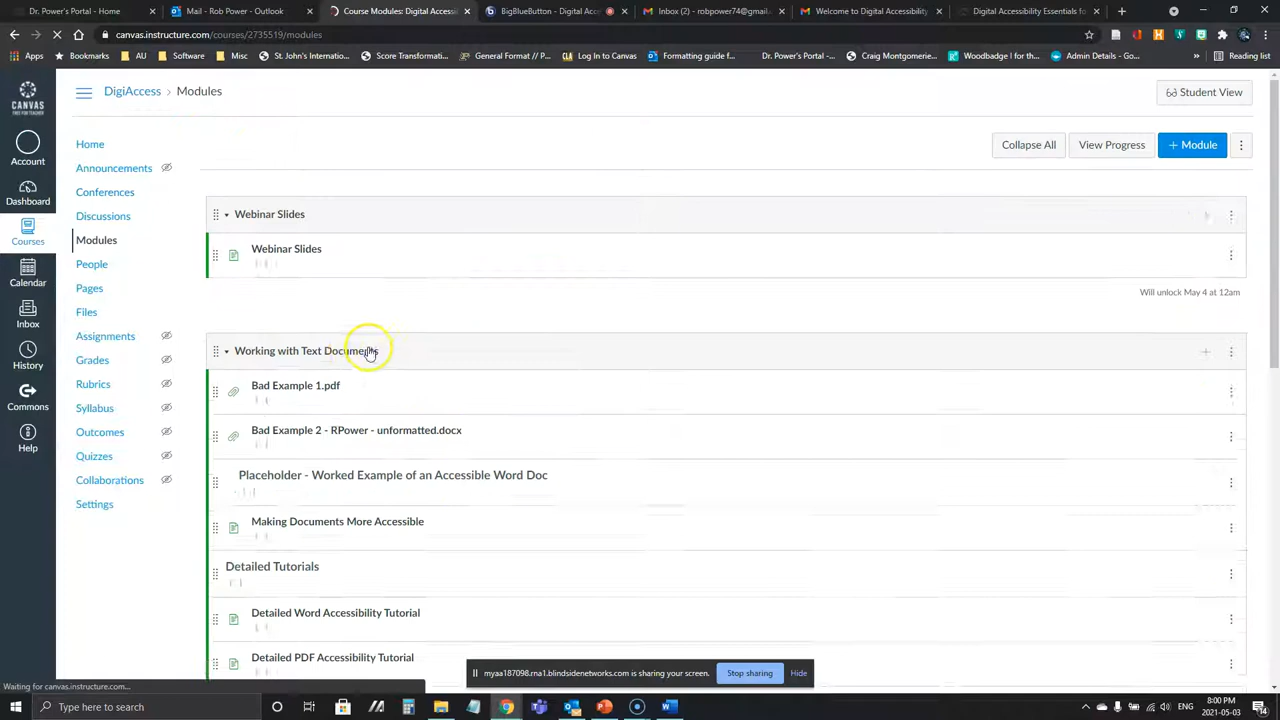 Dr. Power's Portal - Home
Mail - Rob Power - Outlook
Course Modules: Digital Accessi
BigBlueButton - Digital Acce
Inbox (2) - robpower74@gmail.
Welcome to Digital Accessibility
Digital Accessibility Essentials fo
canvas.instructure.com/courses/2735519/modules
Apps
Bookmarks
AU
Software
Misc
St. John's Internatio...
Score Transformatio...
General Format // P...
Log In to Canvas
Formatting guide f...
Dr. Power's Portal -...
Craig Montgomerie...
Woodbadge | for th...
Admin Details - Go...
Reading list
CANVAS
FREE FOR TEACHER
Account
Dashboard
Courses
Calendar
Inbox
History
Commons
Help
DigiAccess > Modules
Student View
Home
Announcements
Conferences
Discussions
Modules
People
Pages
Files
Assignments
Grades
Rubrics
Syllabus
Outcomes
Quizzes
Collaborations
Settings
Collapse All
View Progress
+ Module
Webinar Slides
Webinar Slides
Will unlock May 4 at 12am
Working with Text Documents
Bad Example 1.pdf
Bad Example 2 - RPower - unformatted.docx
Placeholder - Worked Example of an Accessible Word Doc
Making Documents More Accessible
Detailed Tutorials
Detailed Word Accessibility Tutorial
Detailed PDF Accessibility Tutorial
myaa187098.rna1.blindsidenetworks.com is sharing your screen.
Stop sharing
Hide
Waiting for canvas.instructure.com...
Type here to search
8:00 PM
2021-05-03